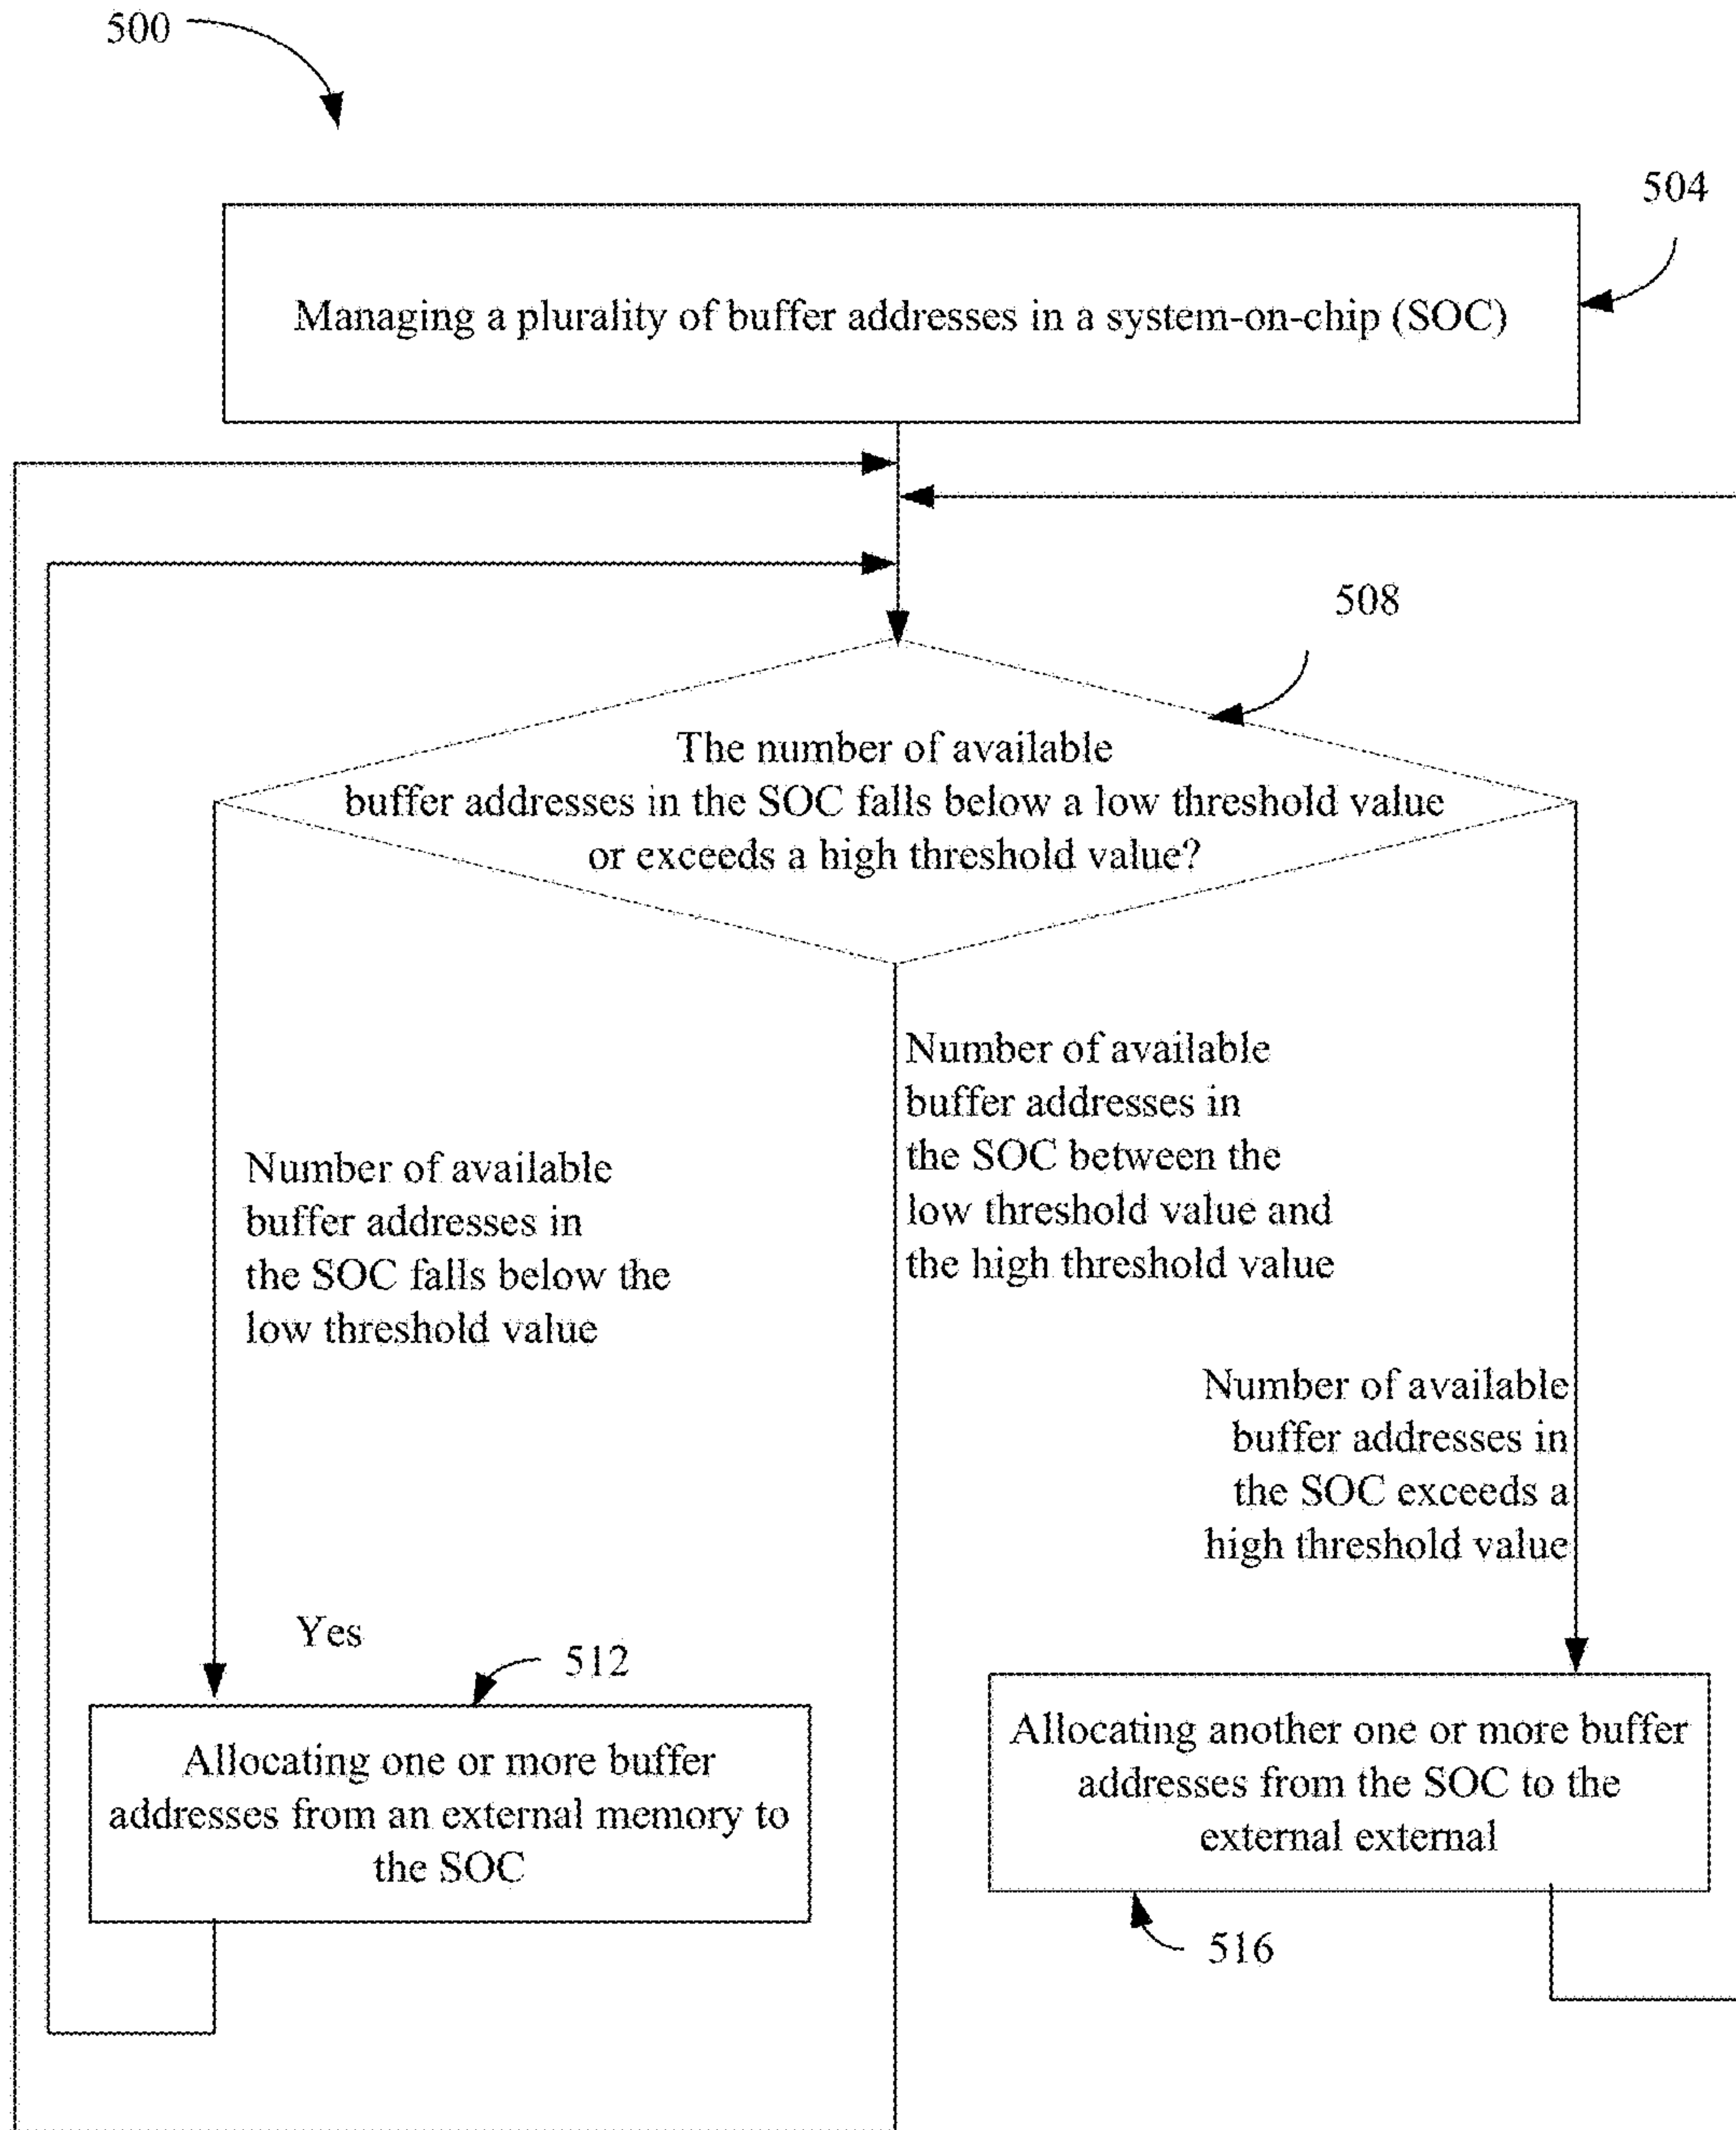 500
504
Managing a plurality of buffer addresses in a system-on-chip (SOC)
508
The number of available
buffer addresses in the SOC falls below a low threshold value
or exceeds a high threshold value?
Number of available
buffer addresses in
the SOC between the
low threshold value and
the high threshold value
Number of available
buffer addresses in
the SOC falls below the
low threshold value
Number of available
buffer addresses in
the SOC exceeds a
high threshold value
Yes
512
Allocating one or more buffer
addresses from an external memory to
the SOC
Allocating another one or more buffer
addresses from the SOC to the
external external
516